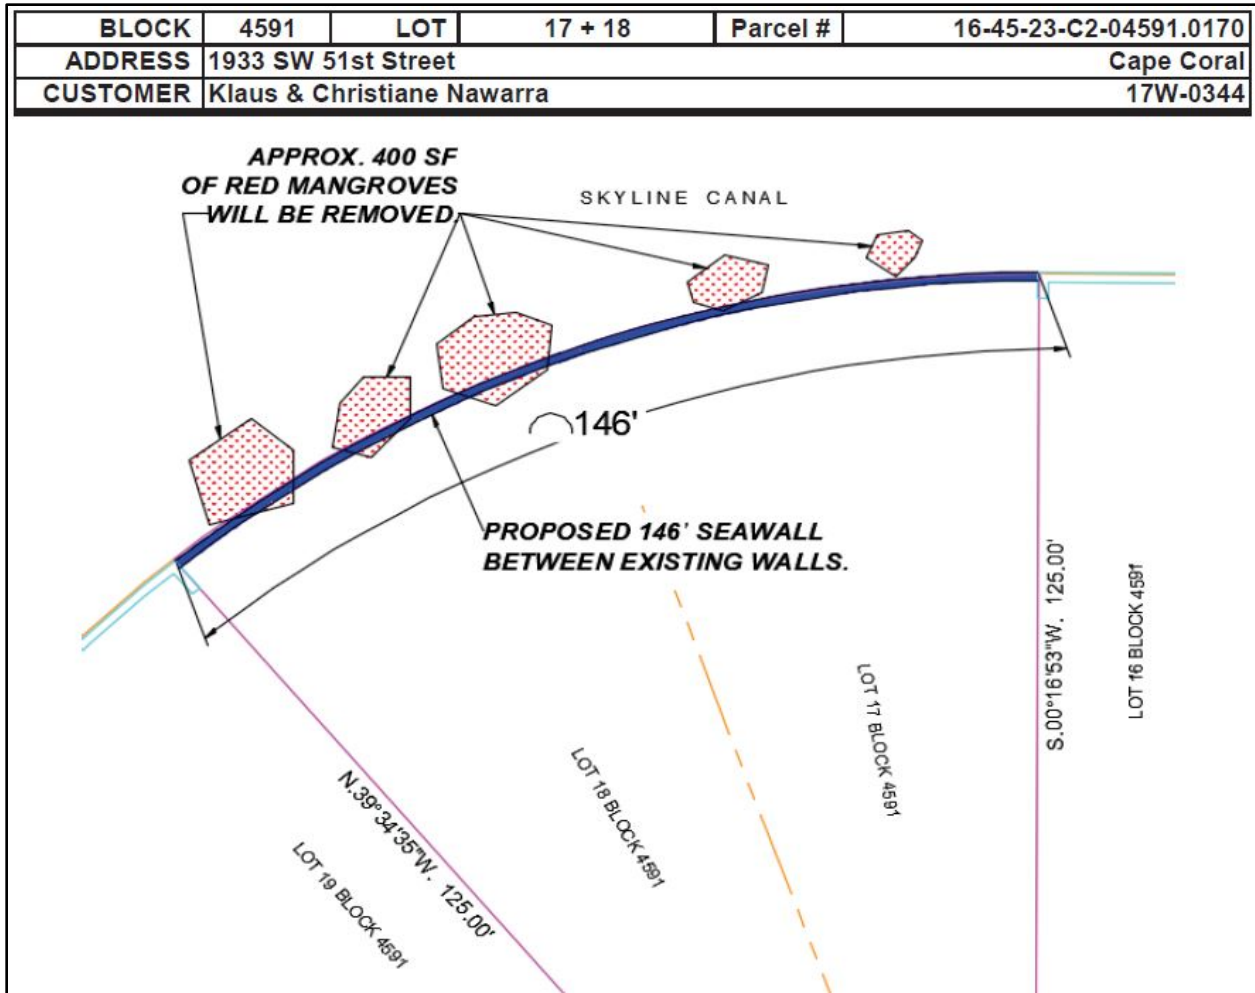 BLOCK 4591 LOT 17 + 18 Parcel # 16-45-23-C2-04591.0170
ADDRESS 1933 SW 51st Street Cape Coral
CUSTOMER Klaus & Christiane Nawarra 17W-0344
APPROX. 400 SF
OF RED MANGROVES
WILL BE REMOVED.
SKYLINE CANAL
146'
PROPOSED 146' SEAWALL
BETWEEN EXISTING WALLS.
S.00°16'53"W. 125.00'
LOT 16 BLOCK 4591
LOT 17 BLOCK 4591
LOT 18 BLOCK 4591
N.39°34'35"W. 125.00'
LOT 19 BLOCK 4591